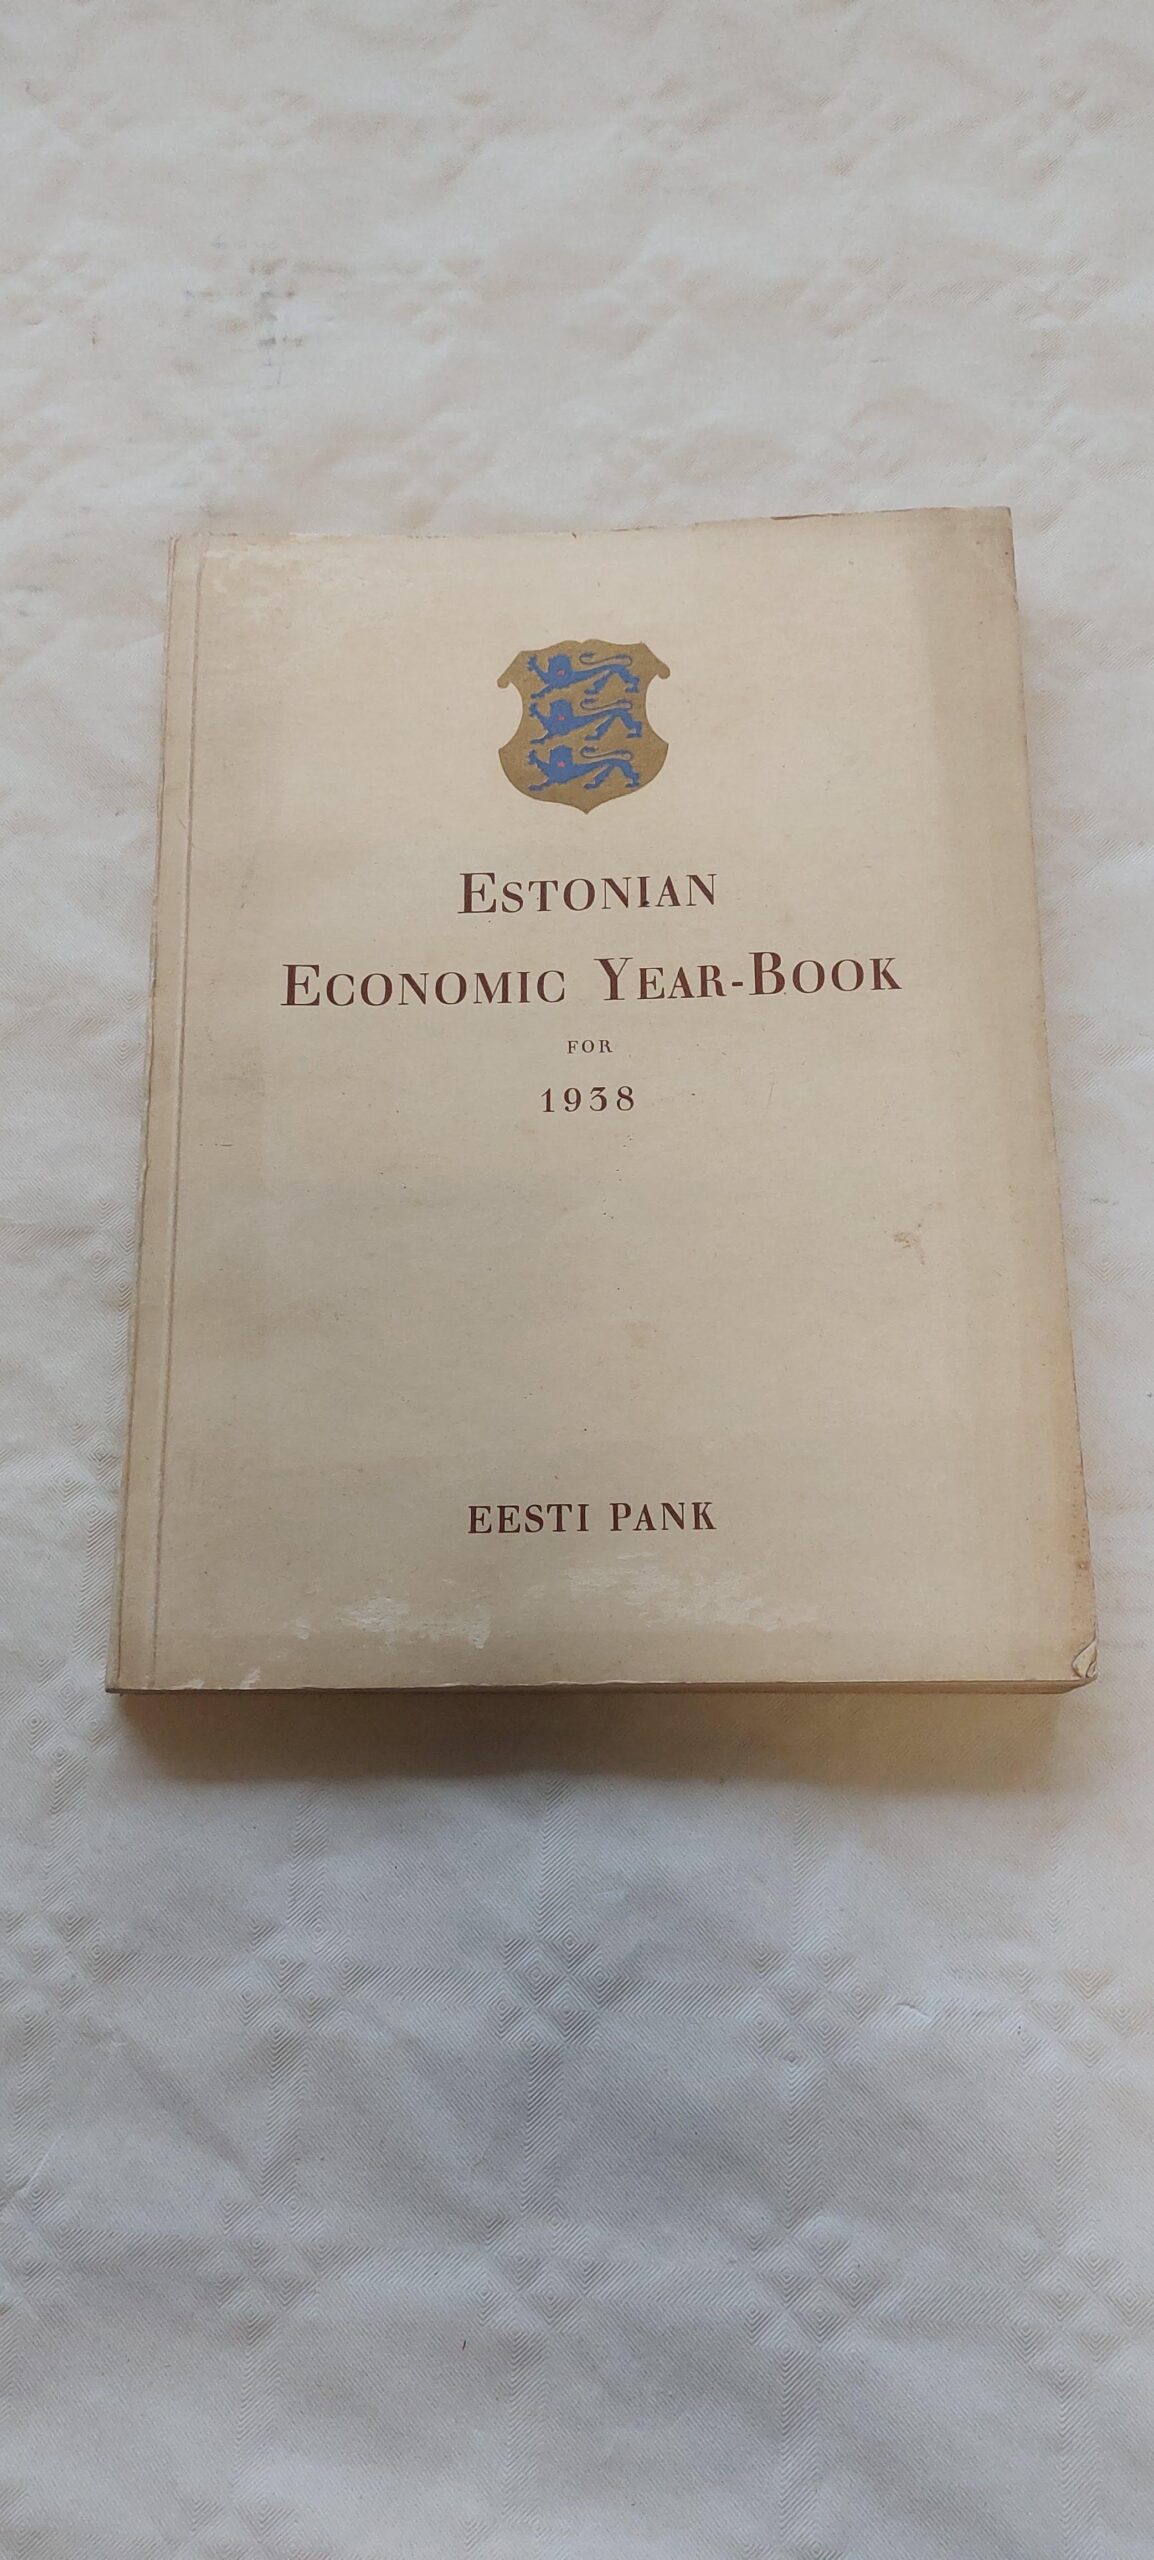 ESTONIAN
ECONOMIC YEAR-BOOK
FOR
1938
EESTI PANK